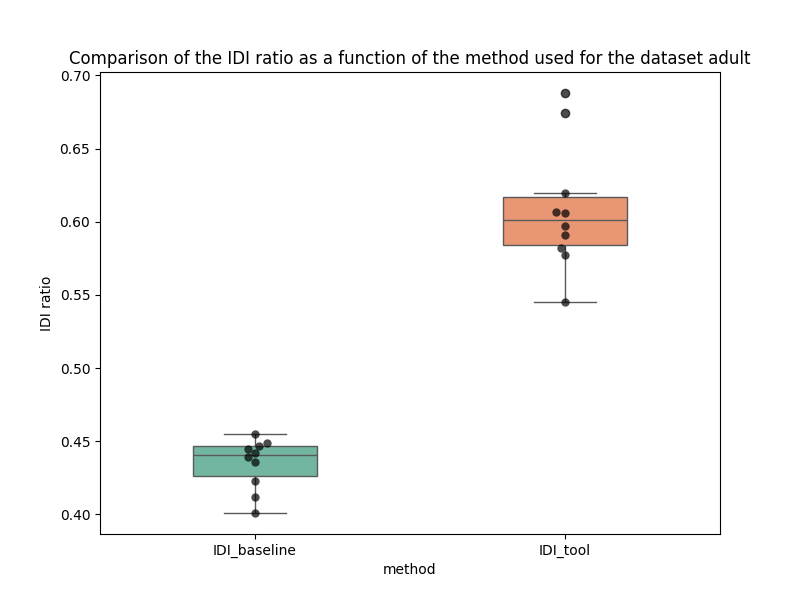 Comparison of the IDI ratio as a function of the method used for the dataset adult
0.70
0.65
0.60
0.55
0.50
0.45
0.40
IDI ratio
IDI_baseline
IDI_tool
method